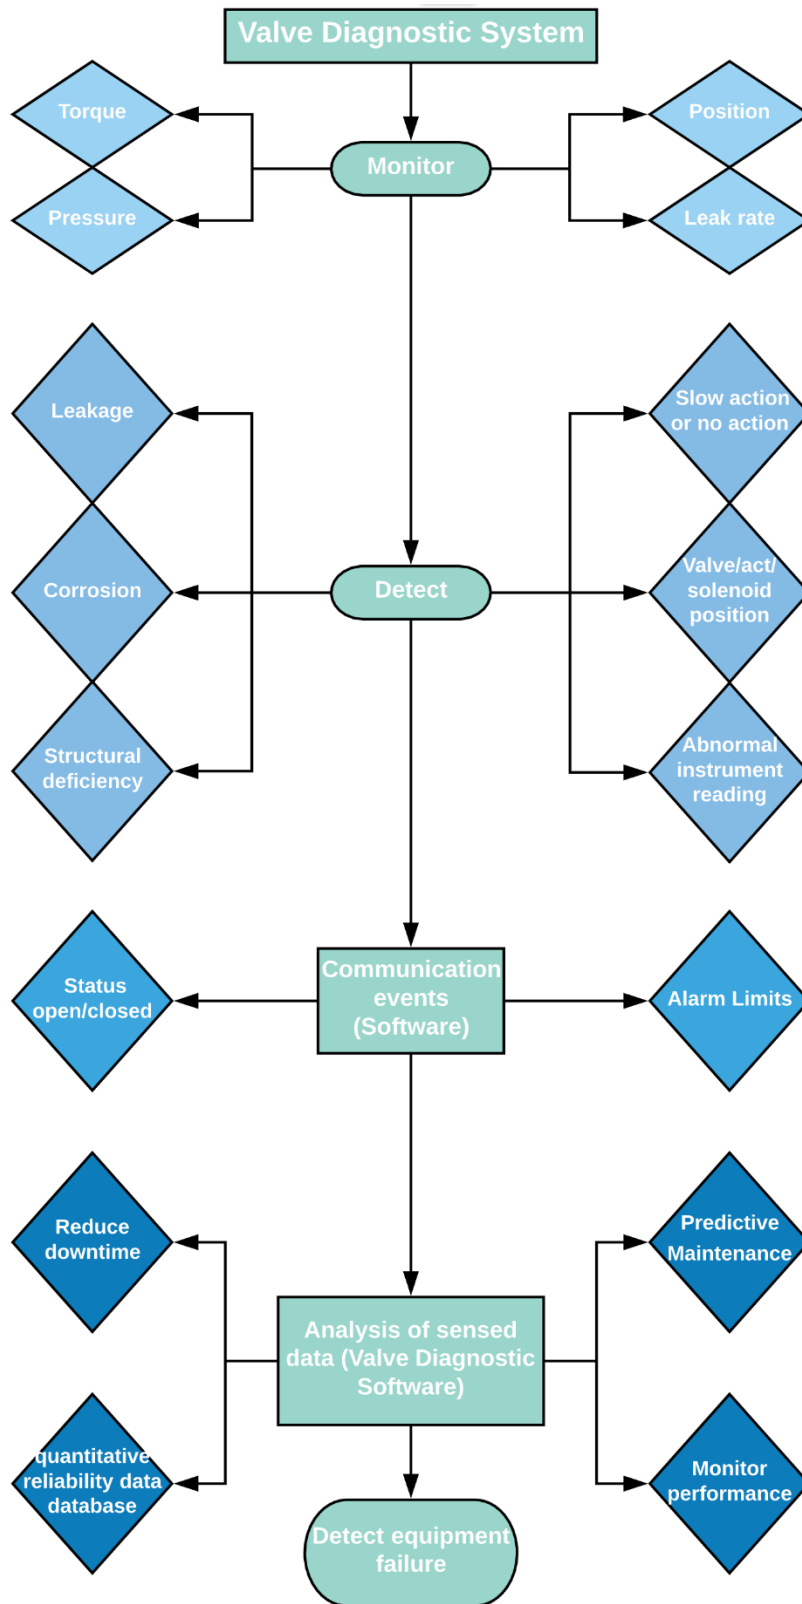 Valve Diagnostic System
Torque
Position
Monitor
Pressure
Leak rate
Leakage
Slow action
or no action
Corrosion
Detect
Valve/act/
solenoid
position
Structural
deficiency
Abnormal
instrument
reading
Status
open/closed
Communication
events
(Software)
Alarm Limits
Reduce
downtime
Predictive
Maintenance
Analysis of sensed
data (Valve Diagnostic
Software)
quantitative
reliability data
database
Monitor
performance
Detect equipment
failure